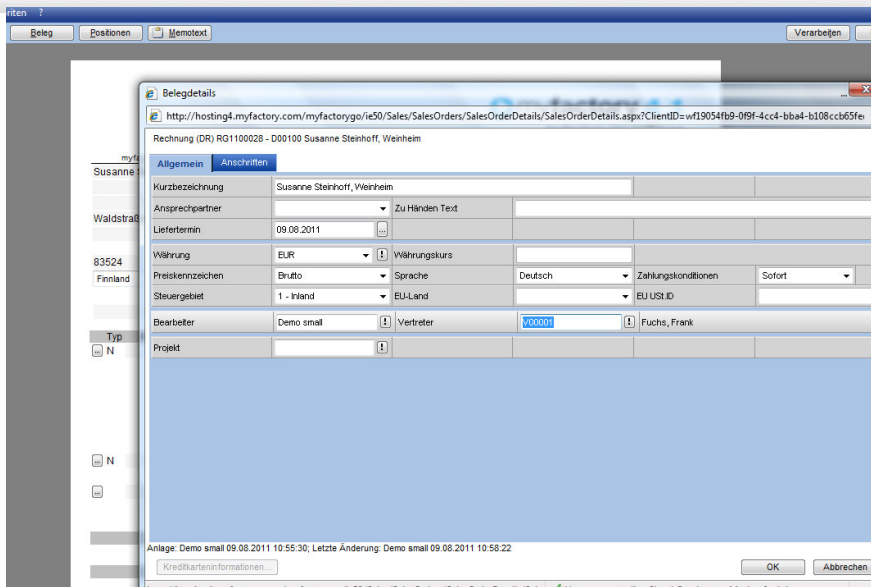 riten ?
Beleg Positionen Memotext Verarbeiten
Belegdetails
http://hosting4.myfactory.com/myfactorygo/ie50/Sales/SalesOrders/SalesOrderDetails/SalesOrderDetails.aspx?ClientID=wf19054fb9-0f9f-4cc4-bba4-b108ccb65fe
Rechnung (DR) RG1100028 - D00100 Susanne Steinhoff, Weinheim
Allgemein Anschriften
Kurzbezeichnung Susanne Steinhoff, Weinheim
Ansprechpartner Zu Händen Text
Liefertermin 09.08.2011 ...
Währung EUR ! Währungskurs
Preiskennzeichen Brutto Sprache Deutsch Zahlungskonditionen Sofort
Steuergebiet 1 - Inland EU-Land EU USt.ID
Bearbeiter Demo small ! Vertreter V00001 ! Fuchs, Frank
Projekt !
myfa
Susanne
Waldstraß
83524
Finnland
Typ
... N
... N
...
Anlage: Demo small 09.08.2011 10:55:30; Letzte Änderung: Demo small 09.08.2011 10:58:22
Kreditkarteninformationen... OK Abbrechen